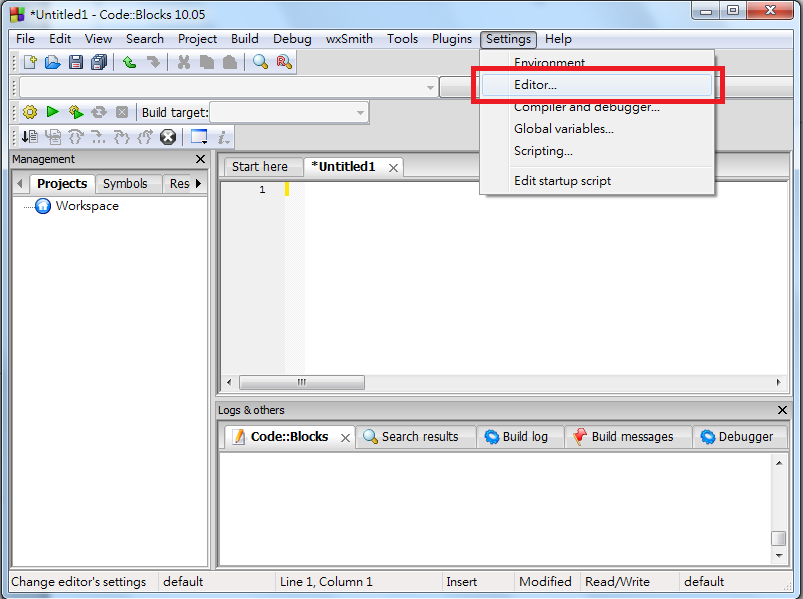 *Untitled1 - Code::Blocks 10.05
File Edit View Search Project Build Debug wxSmith Tools Plugins Settings Help
Environment
Editor...
Compiler and debugger...
Global variables...
Scripting...
Edit startup script
Build target:
Management
Projects Symbols Res
Workspace
Start here *Untitled1
1
Logs & others
Code::Blocks Search results Build log Build messages Debugger
Change editor's settings default Line 1, Column 1 Insert Modified Read/Write default